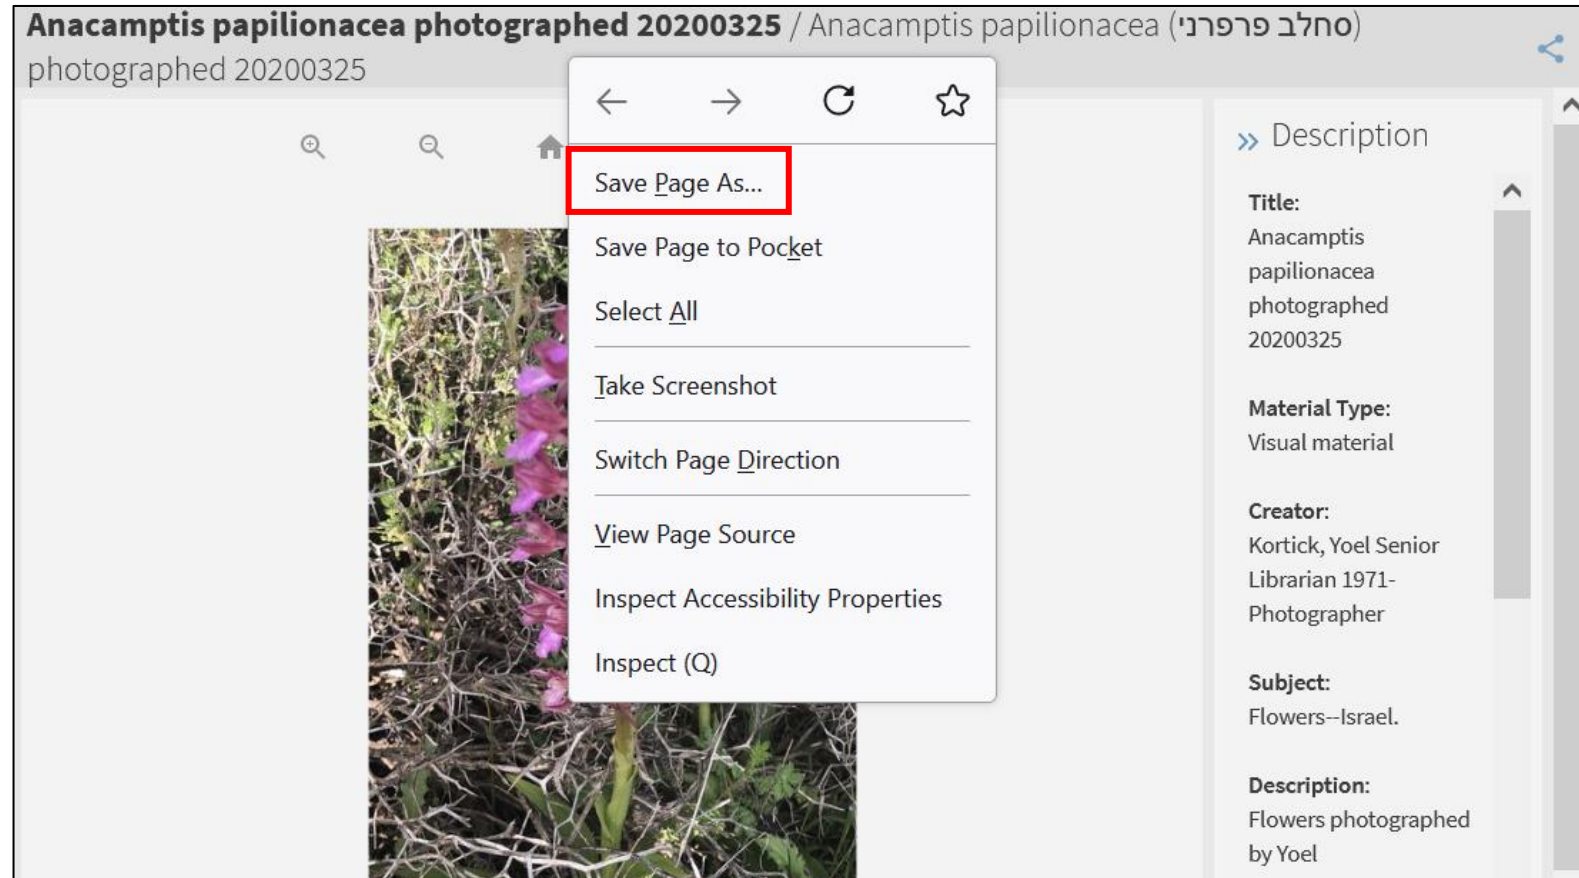 Anacamptis papilionacea photographed 20200325 / Anacamptis papilionacea (סחלב פרפרני)
photographed 20200325
Save Page As...
Save Page to Pocket
Select All
Take Screenshot
Switch Page Direction
View Page Source
Inspect Accessibility Properties
Inspect (Q)
Description
Title:
Anacamptis
papilionacea
photographed
20200325
Material Type:
Visual material
Creator:
Kortick, Yoel Senior
Librarian 1971-
Photographer
Subject:
Flowers--Israel.
Description:
Flowers photographed
by Yoel